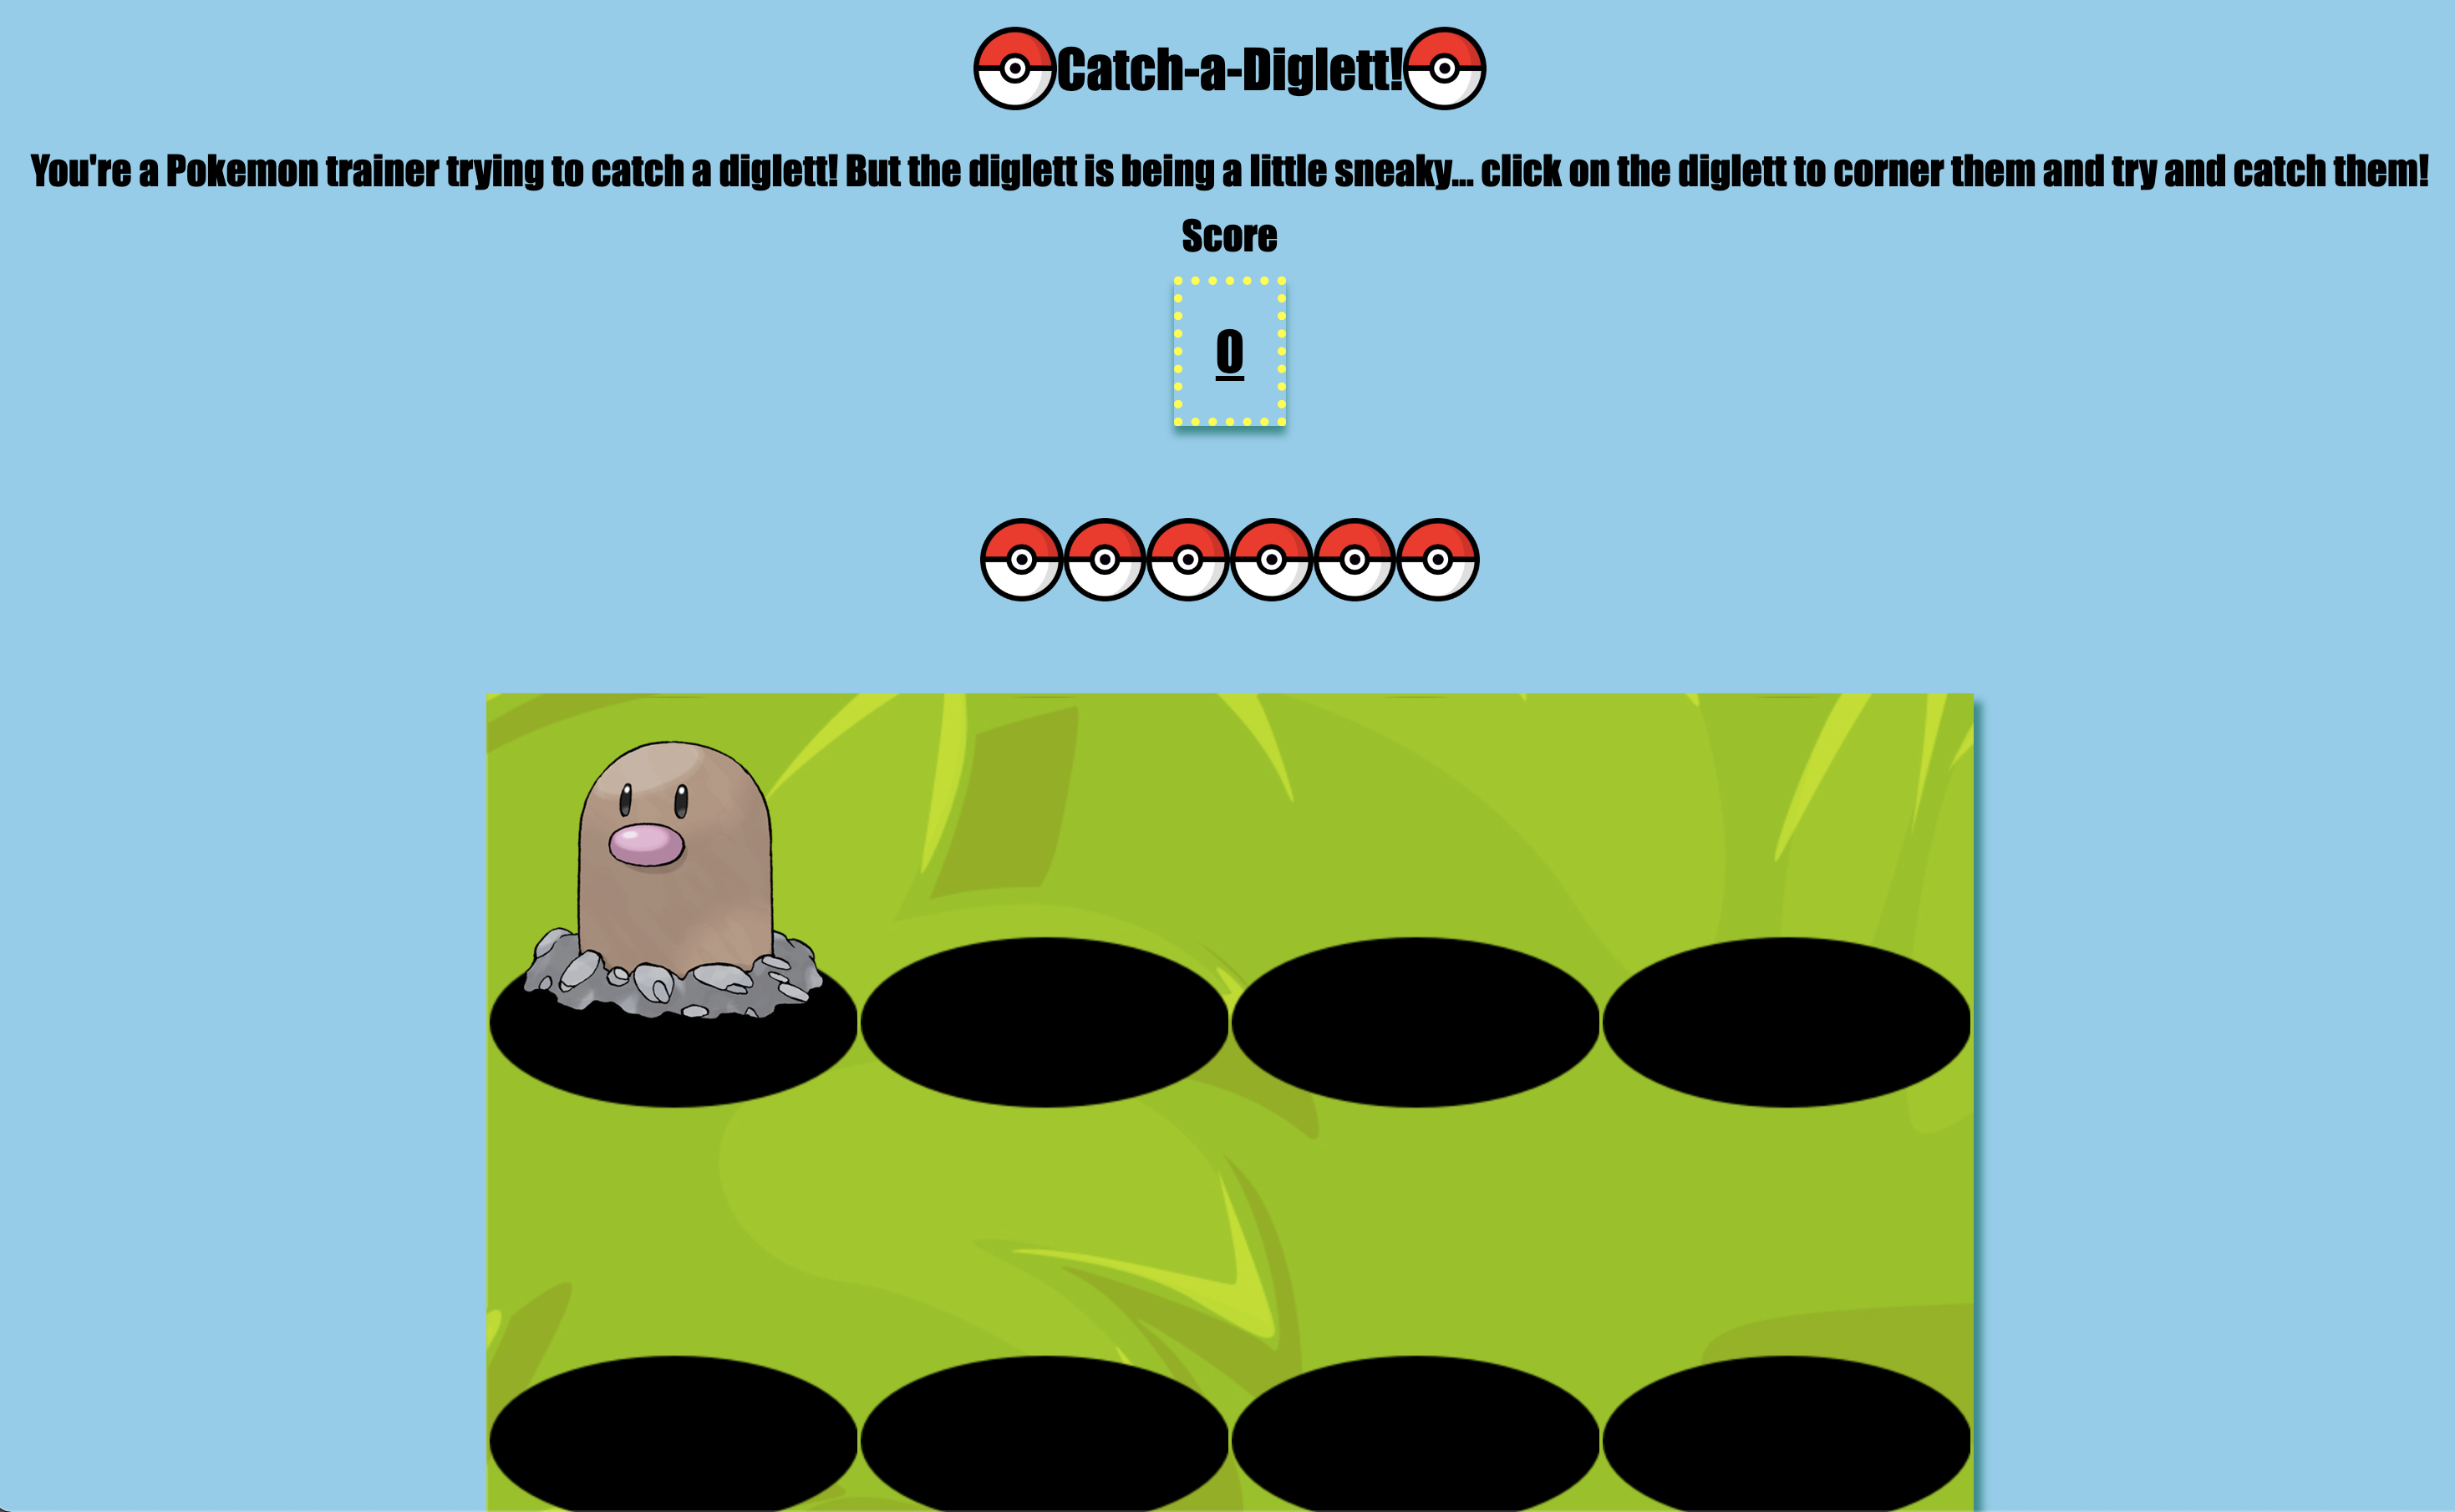 Catch-a-Diglett!
You're a Pokemon trainer trying to catch a diglett! But the diglett is being a little sneaky... click on the diglett to corner them and try and catch them!
Score
0